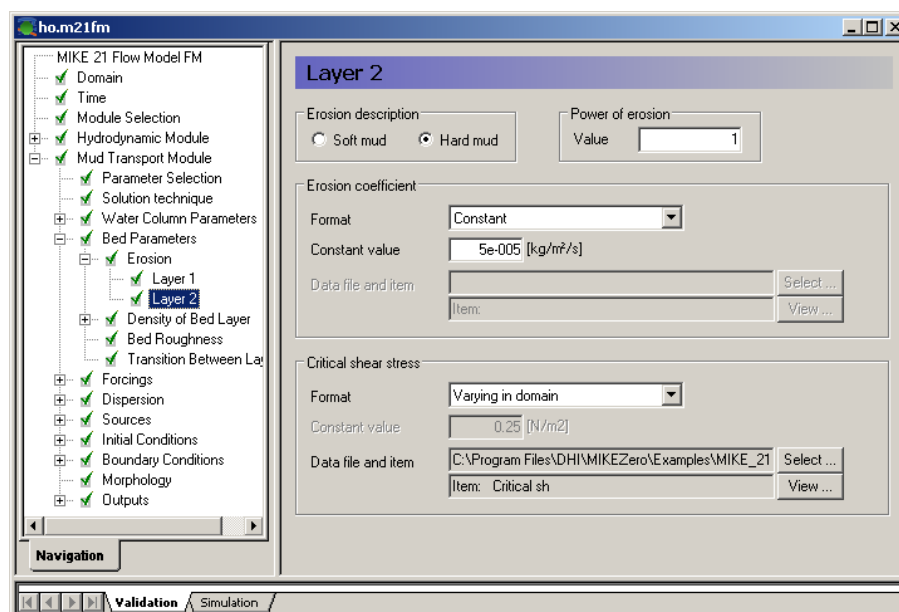 ho.m21fm
MIKE 21 Flow Model FM
Domain
Time
Module Selection
Hydrodynamic Module
Mud Transport Module
Parameter Selection
Solution technique
Water Column Parameters
Bed Parameters
Erosion
Layer 1
Layer 2
Density of Bed Layer
Bed Roughness
Transition Between La
Forcings
Dispersion
Sources
Initial Conditions
Boundary Conditions
Morphology
Outputs
Navigation
Layer 2
Erosion description
Soft mud Hard mud
Power of erosion
Value 1
Erosion coefficient
Format Constant
Constant value 5e-005 [kg/m²/s]
Data file and item Select ...
Item: View ...
Critical shear stress
Format Varying in domain
Constant value 0.25 [N/m2]
Data file and item C:\Program Files\DHI\MIKEZero\Examples\MIKE_21 Select ...
Item: Critical sh View ...
Validation Simulation